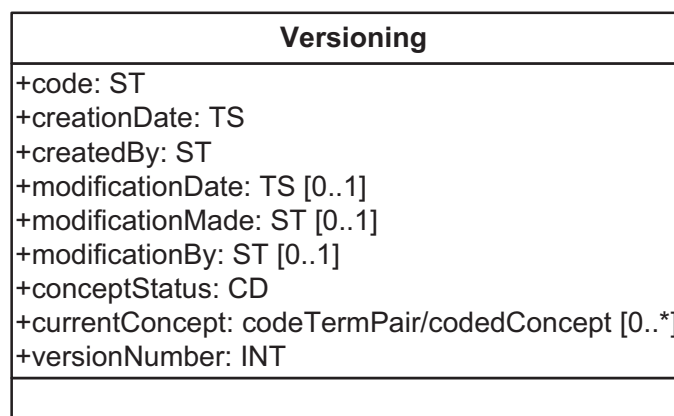 Versioning
+code: ST
+creationDate: TS
+createdBy: ST
+modificationDate: TS [0..1]
+modificationMade: ST [0..1]
+modificationBy: ST [0..1]
+conceptStatus: CD
+currentConcept: codeTermPair/codedConcept [0..*]
+versionNumber: INT